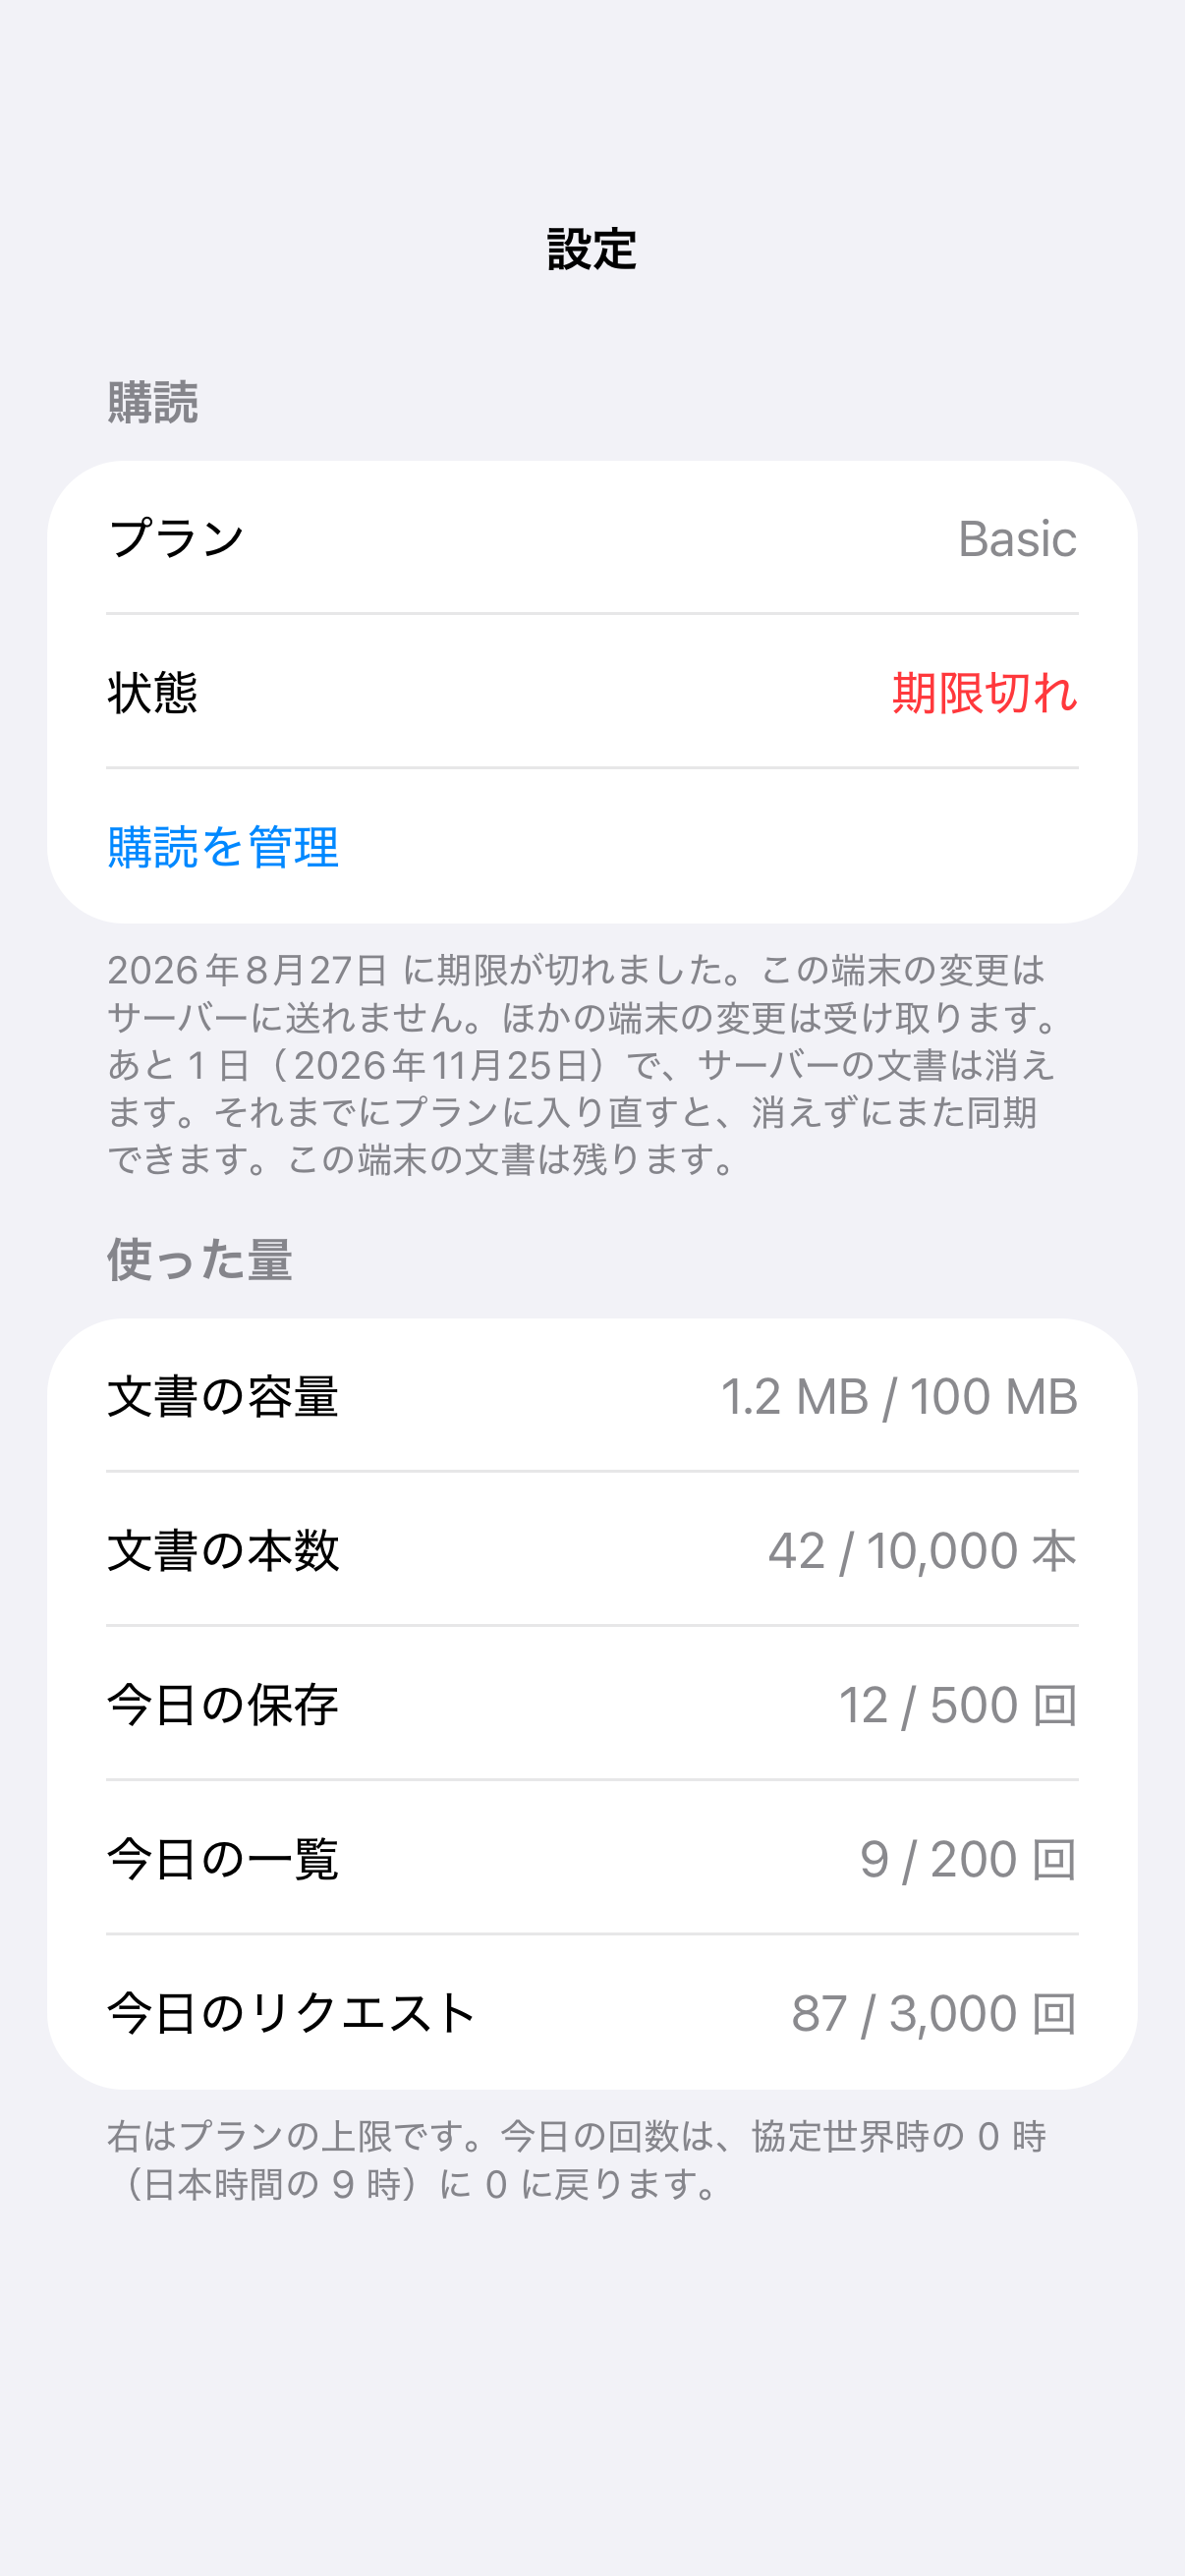 設定
購読
プラン Basic
状態 期限切れ
購読を管理
2026年8月27日 に期限が切れました。この端末の変更は
サーバーに送れません。ほかの端末の変更は受け取ります。
あと 1 日（2026年11月25日）で、サーバーの文書は消え
ます。それまでにプランに入り直すと、消えずにまた同期
できます。この端末の文書は残ります。
使った量
文書の容量 1.2 MB / 100 MB
文書の本数 42 / 10,000 本
今日の保存 12 / 500 回
今日の一覧 9 / 200 回
今日のリクエスト 87 / 3,000 回
右はプランの上限です。今日の回数は、協定世界時の 0 時
（日本時間の 9 時）に 0 に戻ります。